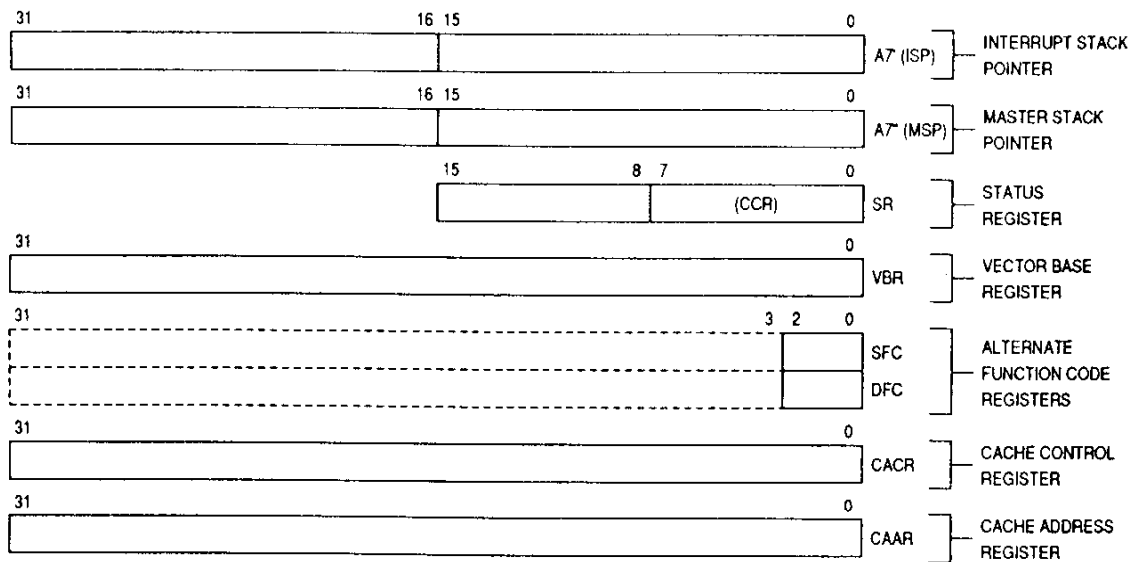 31 16 15 0
A7' (ISP) INTERRUPT STACK
POINTER
31 16 15 0
A7" (MSP) MASTER STACK
POINTER
15 8 7 0
(CCR) SR STATUS
REGISTER
31 0
VBR VECTOR BASE
REGISTER
31 3 2 0
SFC ALTERNATE
FUNCTION CODE
DFC REGISTERS
31 0
CACR CACHE CONTROL
REGISTER
31 0
CAAR CACHE ADDRESS
REGISTER